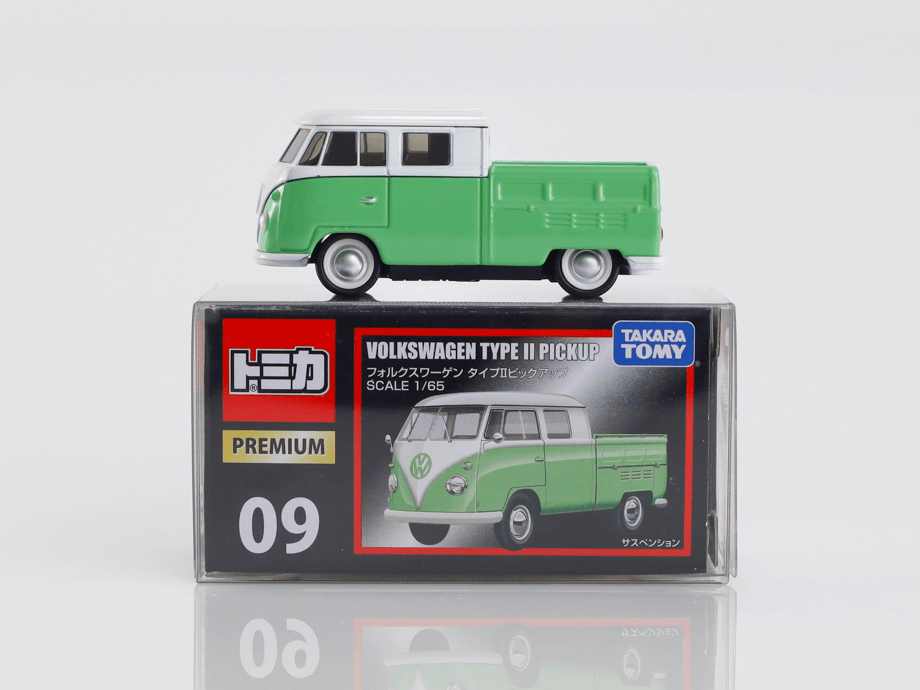 トミカ
®
PREMIUM
09
VOLKSWAGEN TYPE II PICKUP
フォルクスワーゲン タイプIIピックアップ
SCALE 1/65
TAKARA
TOMY
®
サスペンション